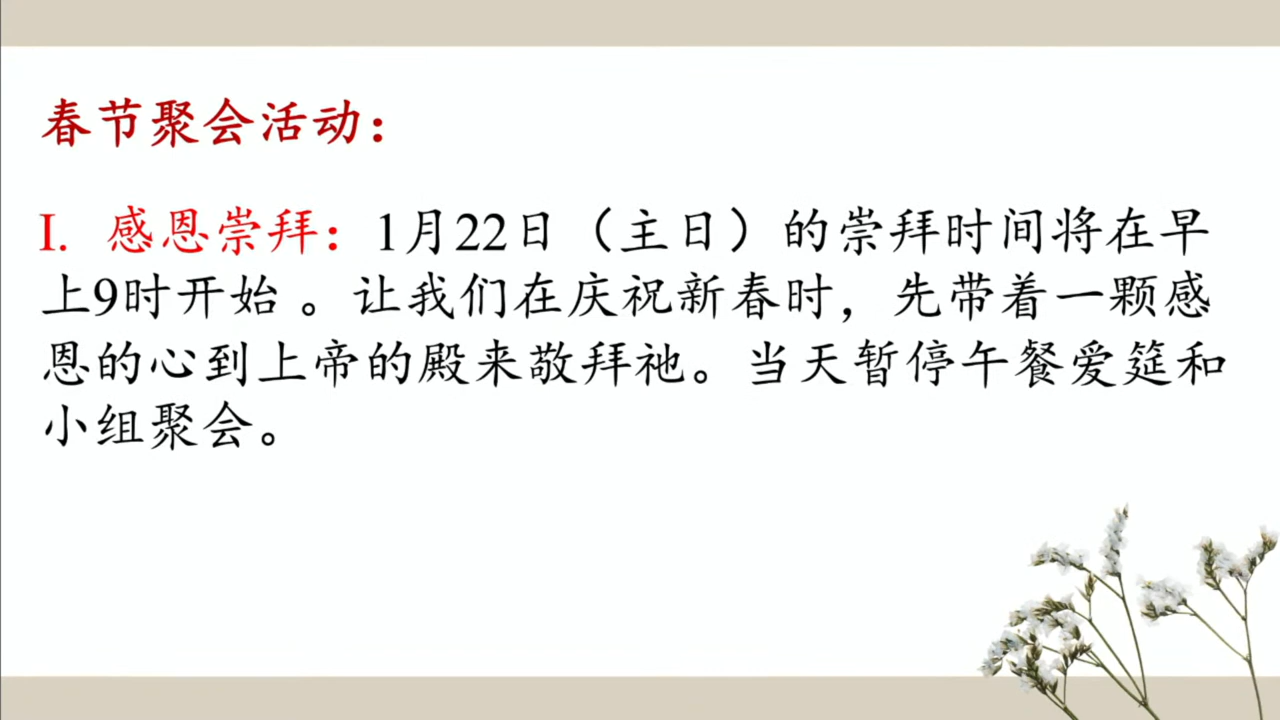 春节聚会活动：
I. 感恩崇拜：1月22日（主日）的崇拜时间将在早
上9时开始 。让我们在庆祝新春时，先带着一颗感
恩的心到上帝的殿来敬拜祂。当天暂停午餐爱筵和
小组聚会。